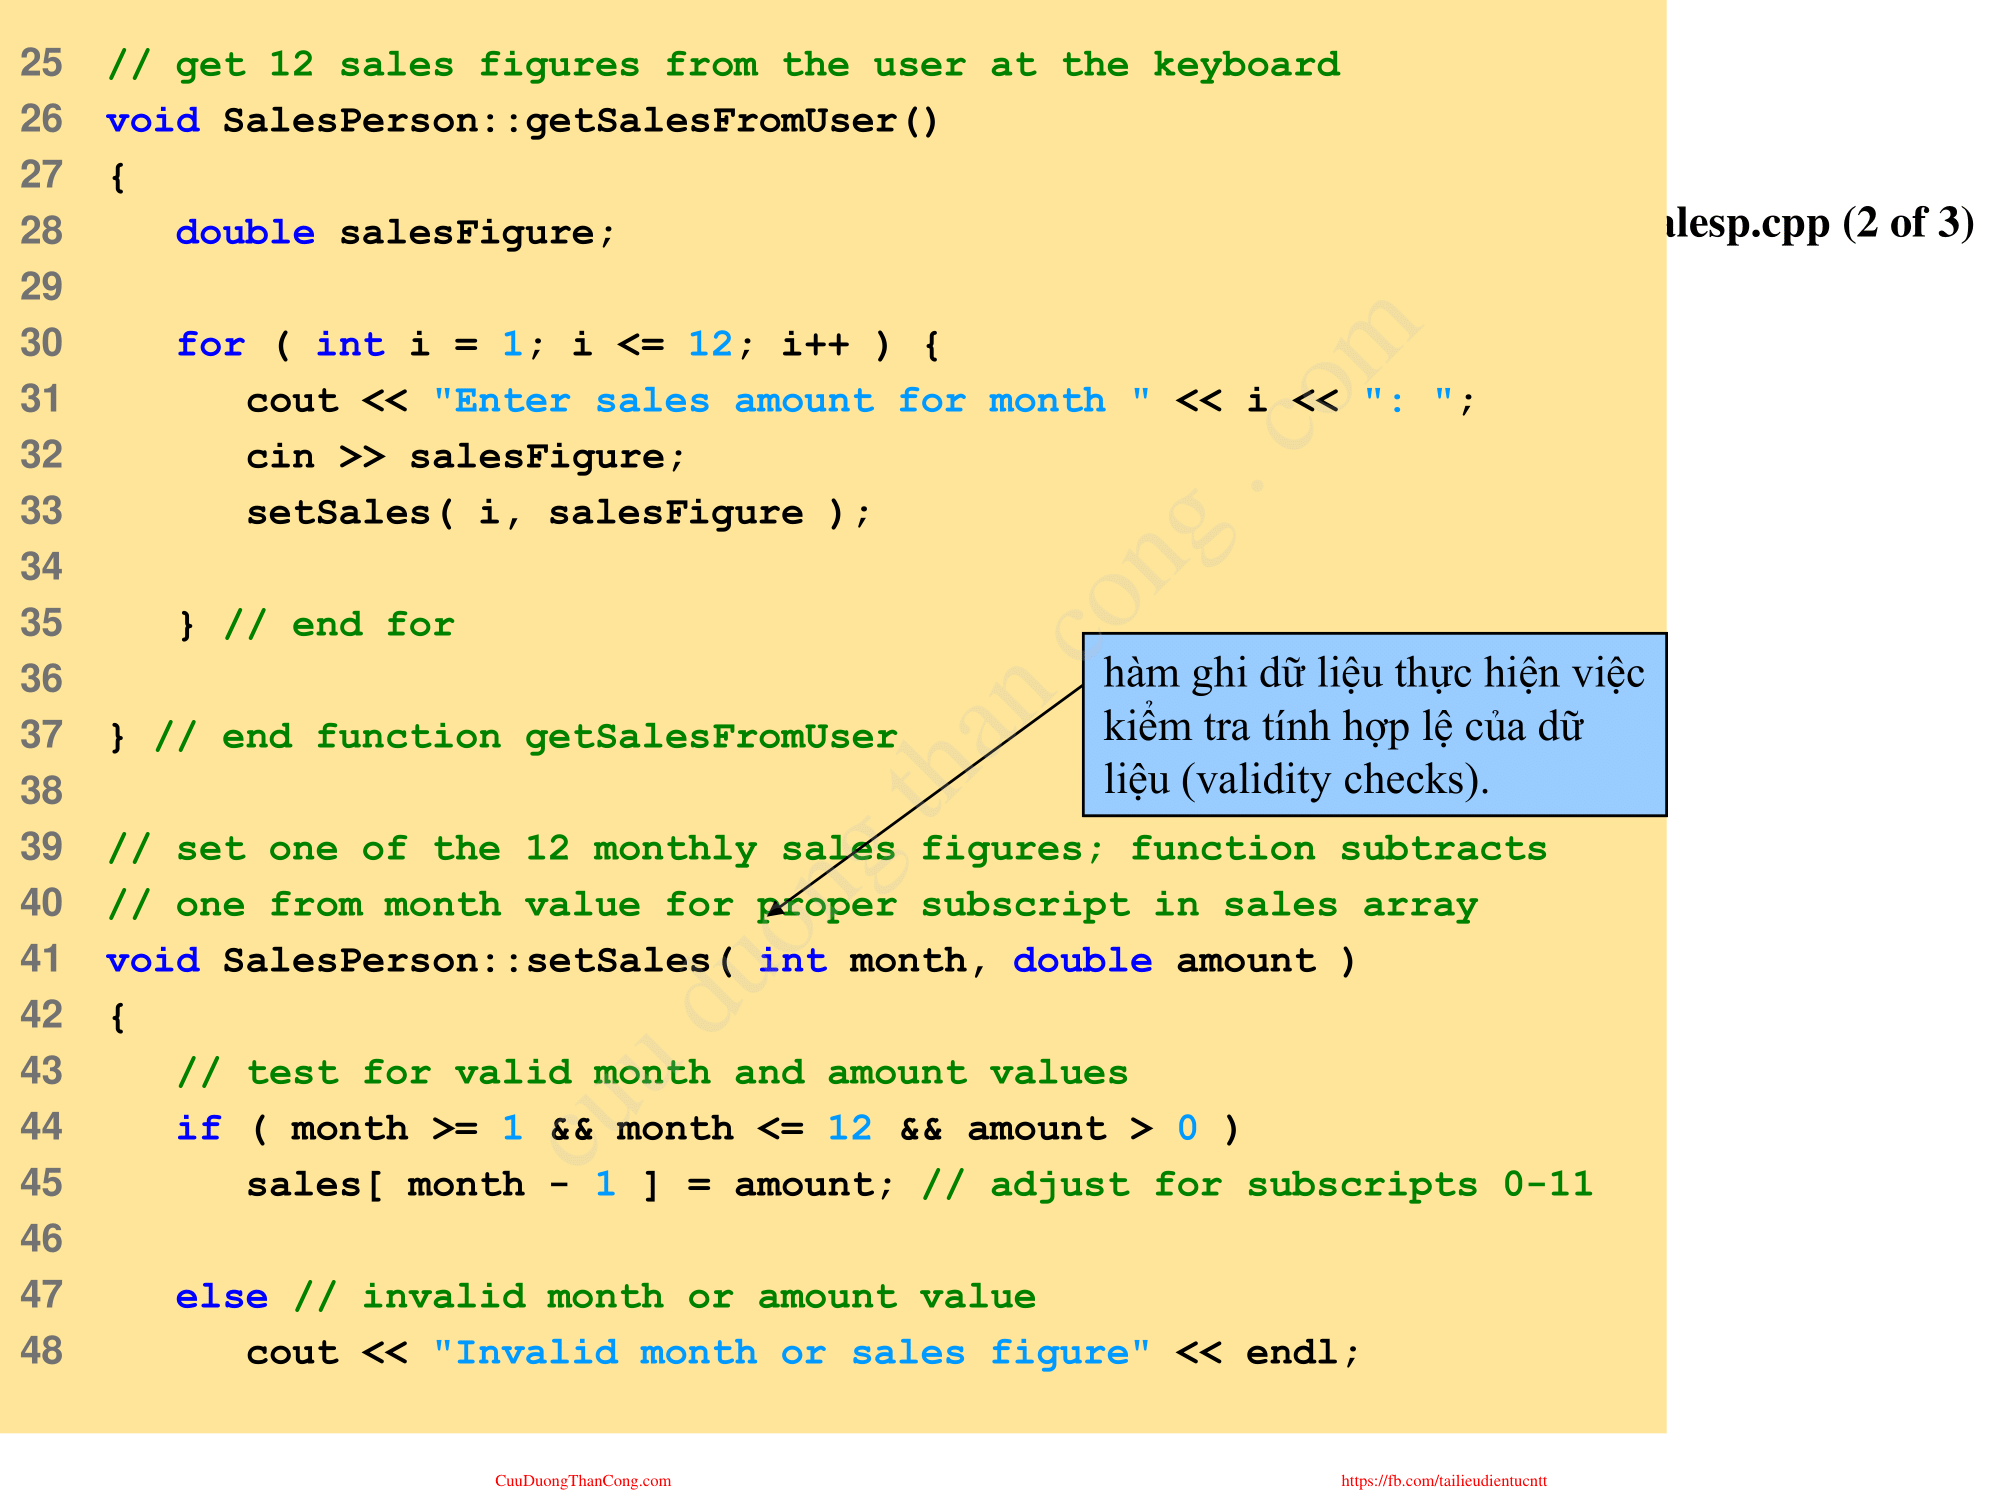 25 // get 12 sales figures from the user at the keyboard
26 void SalesPerson::getSalesFromUser()
27 {
28 double salesFigure;
29
30 for ( int i = 1; i <= 12; i++ ) {
31 cout << "Enter sales amount for month " << i << ": ";
32 cin >> salesFigure;
33 setSales( i, salesFigure );
34
35 } // end for
36
37 } // end function getSalesFromUser
38
39 // set one of the 12 monthly sales figures; function subtracts
40 // one from month value for proper subscript in sales array
41 void SalesPerson::setSales( int month, double amount )
42 {
43 // test for valid month and amount values
44 if ( month >= 1 && month <= 12 && amount > 0 )
45 sales[ month - 1 ] = amount; // adjust for subscripts 0-11
46
47 else // invalid month or amount value
48 cout << "Invalid month or sales figure" << endl;
alesp.cpp (2 of 3)
hàm ghi dữ liệu thực hiện việc
kiểm tra tính hợp lệ của dữ
liệu (validity checks).
cuu duong than cong . com
CuuDuongThanCong.com
https://fb.com/tailieudientucntt